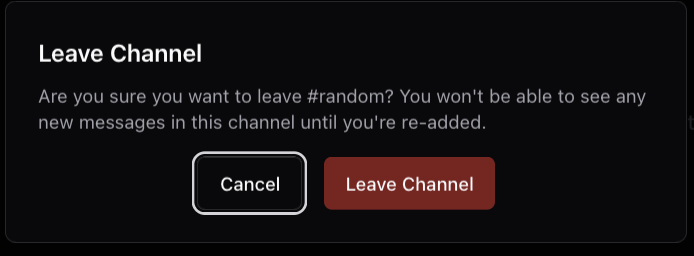 Leave Channel
Are you sure you want to leave #random? You won't be able to see any
new messages in this channel until you're re-added.
Cancel
Leave Channel